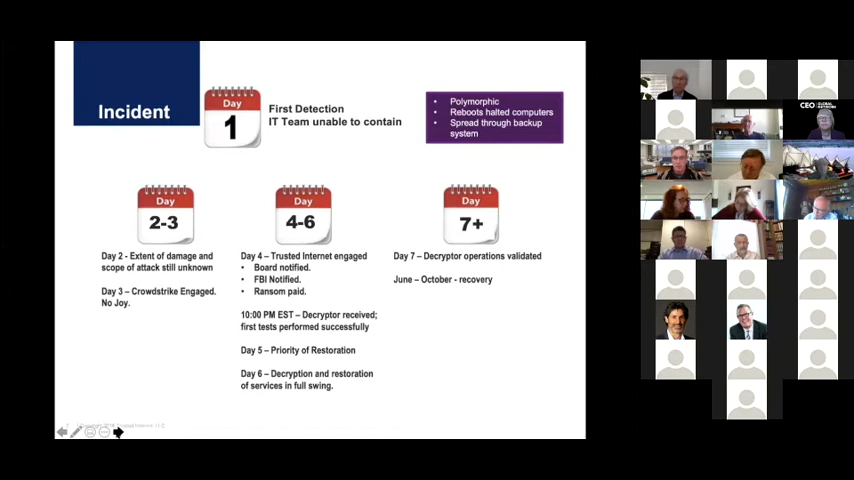 Incident
Day
1
First Detection
IT Team unable to contain
• Polymorphic
• Reboots halted computers
• Spread through backup
system
Day
2-3
Day
4-6
Day
7+
Day 2 - Extent of damage and
scope of attack still unknown
Day 3 – Crowdstrike Engaged.
No Joy.
Day 4 – Trusted Internet engaged
• Board notified.
• FBI Notified.
• Ransom paid.
10:00 PM EST – Decryptor received;
first tests performed successfully
Day 5 – Priority of Restoration
Day 6 – Decryption and restoration
of services in full swing.
Day 7 – Decryptor operations validated
June – October - recovery
CEO GLOBAL
NETWORK